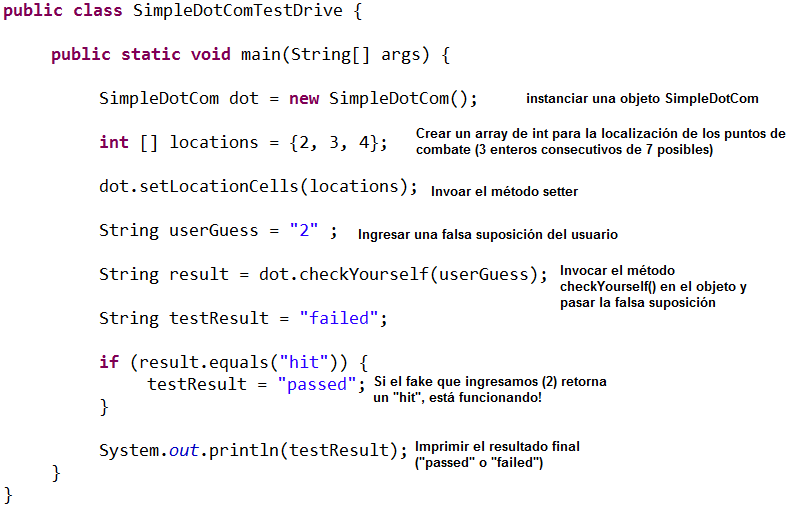 public class SimpleDotComTestDrive {
public static void main(String[] args) {
SimpleDotCom dot = new SimpleDotCom();
instanciar una objeto SimpleDotCom
int [] locations = {2, 3, 4};
Crear un array de int para la localización de los puntos de
combate (3 enteros consecutivos de 7 posibles)
dot.setLocationCells(locations);
Invoar el método setter
String userGuess = "2" ;
Ingresar una falsa suposición del usuario
String result = dot.checkYourself(userGuess);
Invocar el método
checkYourself() en el objeto y
pasar la falsa suposición
String testResult = "failed";
if (result.equals("hit")) {
testResult = "passed";
Si el fake que ingresamos (2) retorna
un "hit", está funcionando!
}
System.out.println(testResult);
Imprimir el resultado final
("passed" o "failed")
}
}